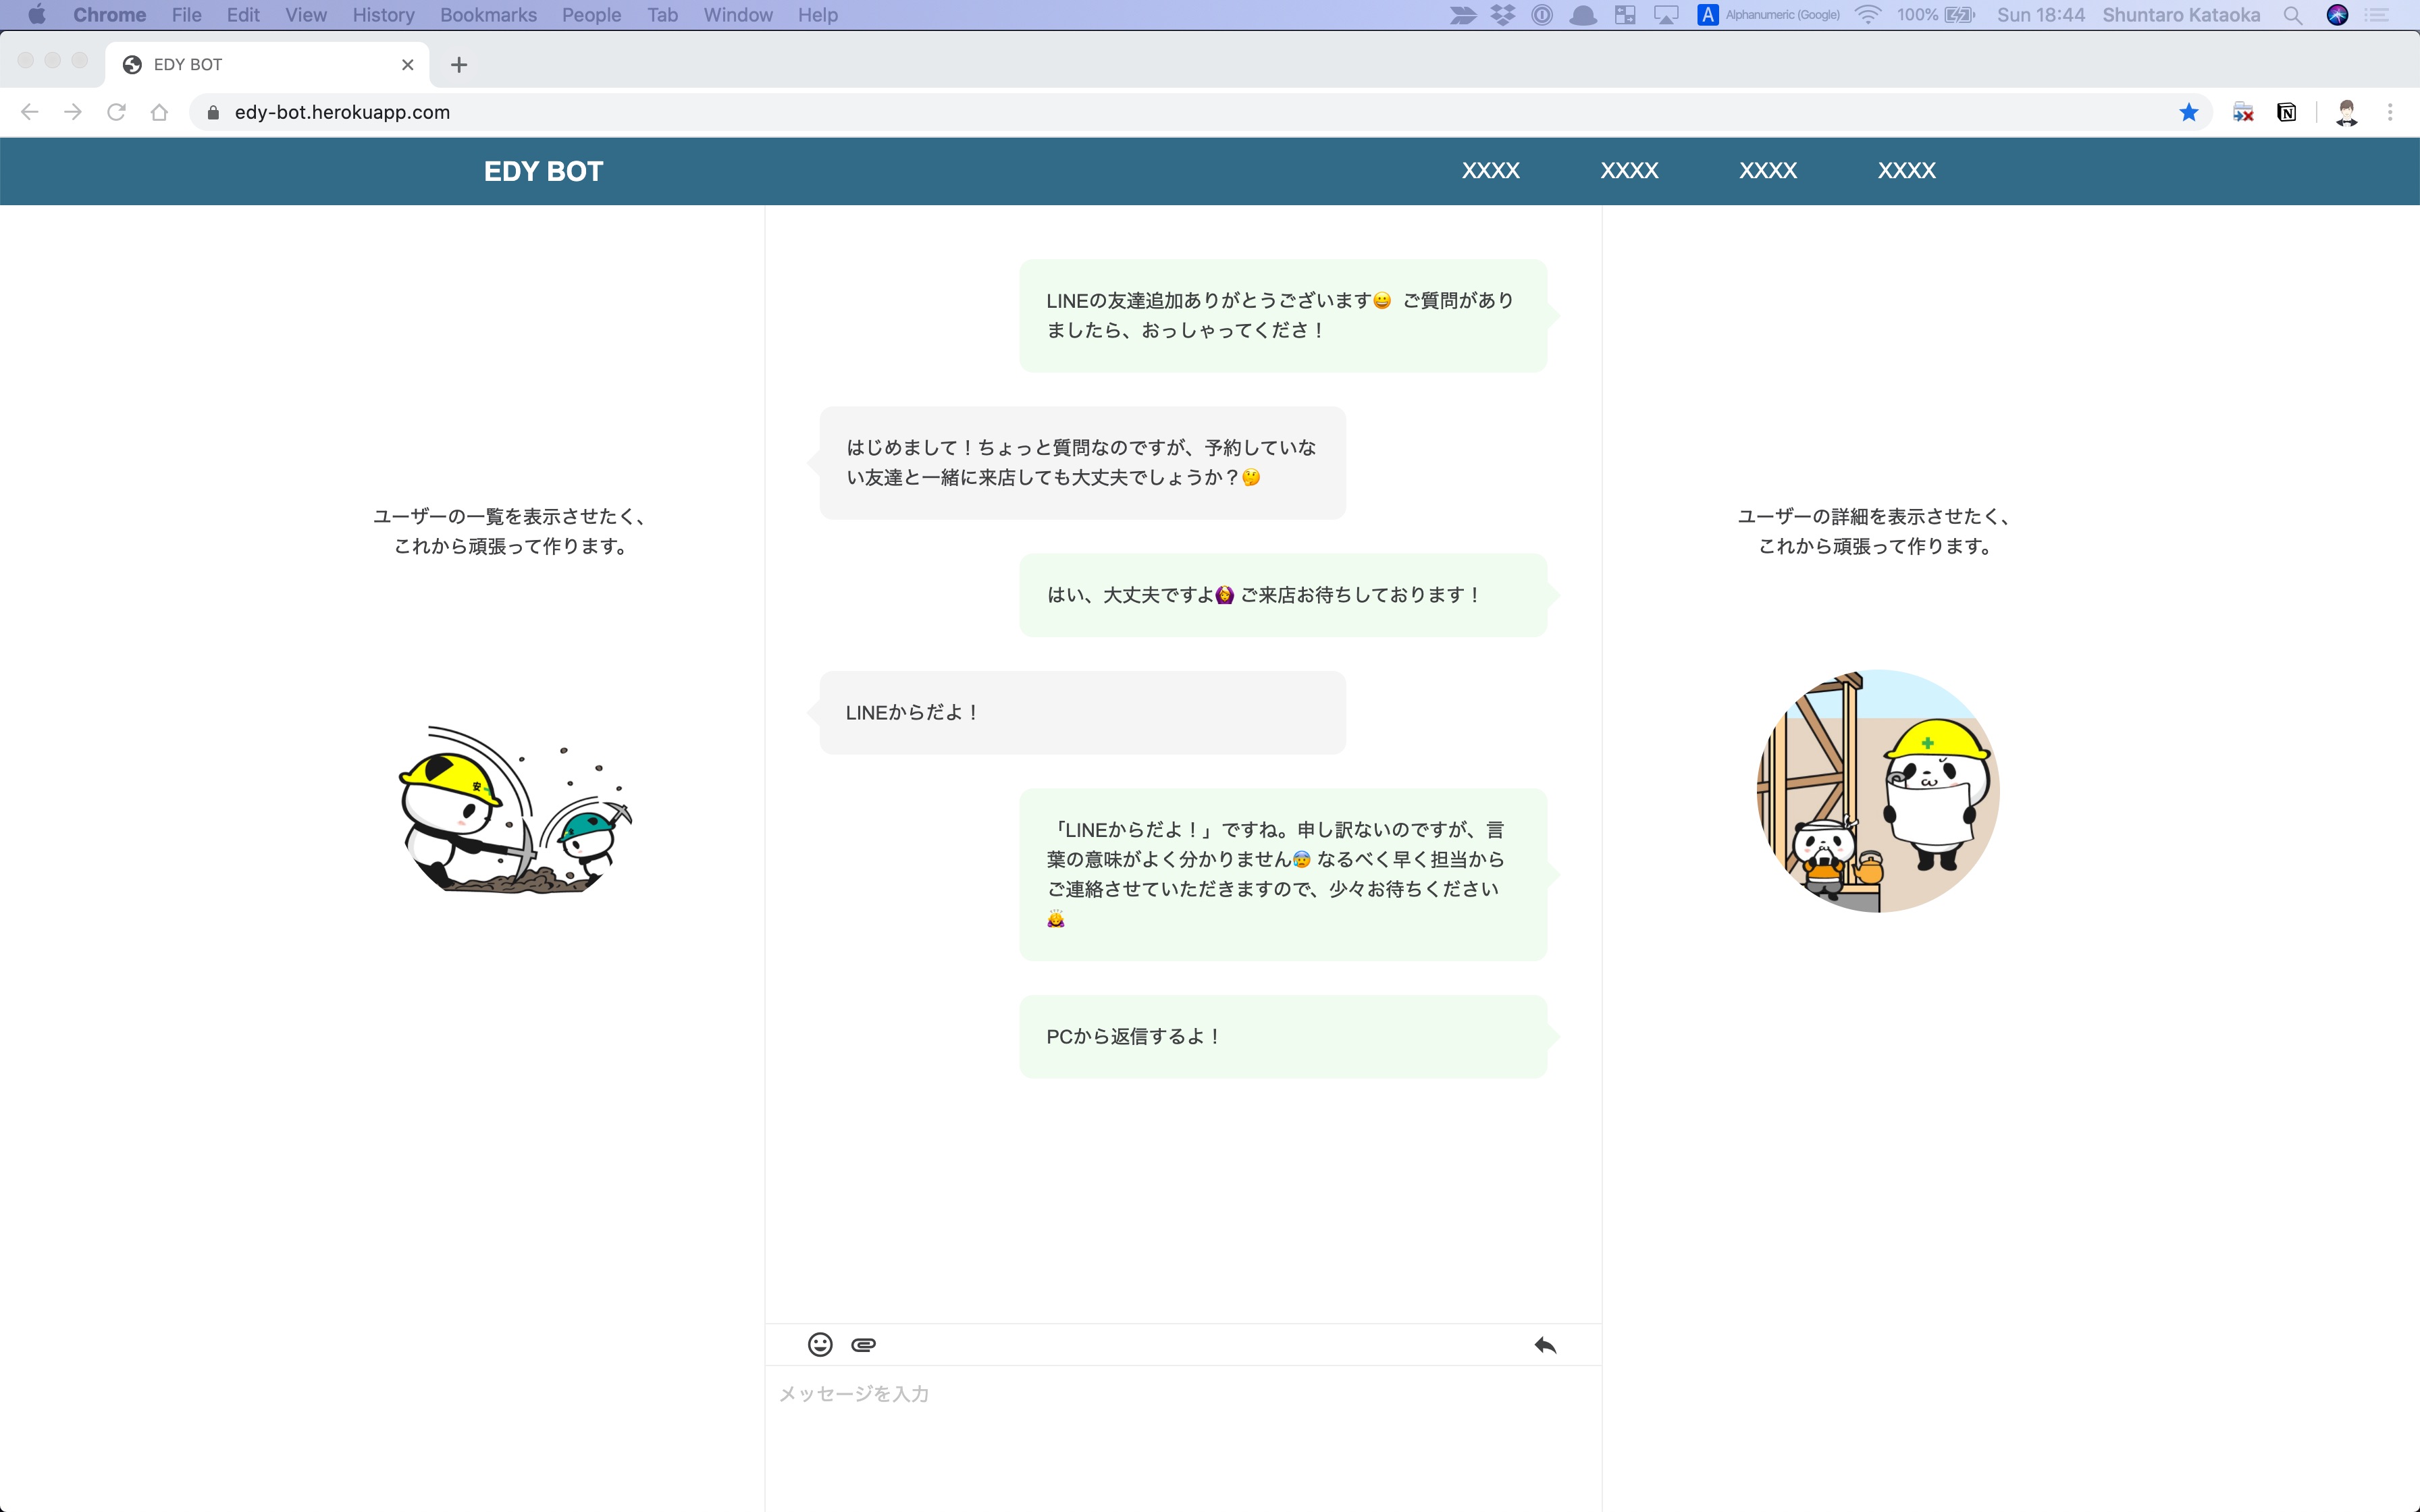 Chrome File Edit View History Bookmarks People Tab Window Help
A Alphanumeric (Google) 100% Sun 18:44 Shuntaro Kataoka
EDY BOT
edy-bot.herokuapp.com
EDY BOT XXXX XXXX XXXX XXXX
LINEの友達追加ありがとうございます😀 ご質問があり
ましたら、おっしゃってくださ！
はじめまして！ちょっと質問なのですが、予約していな
い友達と一緒に来店しても大丈夫でしょうか？🤔
ユーザーの一覧を表示させたく、
これから頑張って作ります。
ユーザーの詳細を表示させたく、
これから頑張って作ります。
はい、大丈夫ですよ🙆‍♀️ ご来店お待ちしております！
LINEからだよ！
安
「LINEからだよ！」ですね。申し訳ないのですが、言
葉の意味がよく分かりません😰 なるべく早く担当から
ご連絡させていただきますので、少々お待ちください
🙇‍♀️
PCから返信するよ！
メッセージを入力